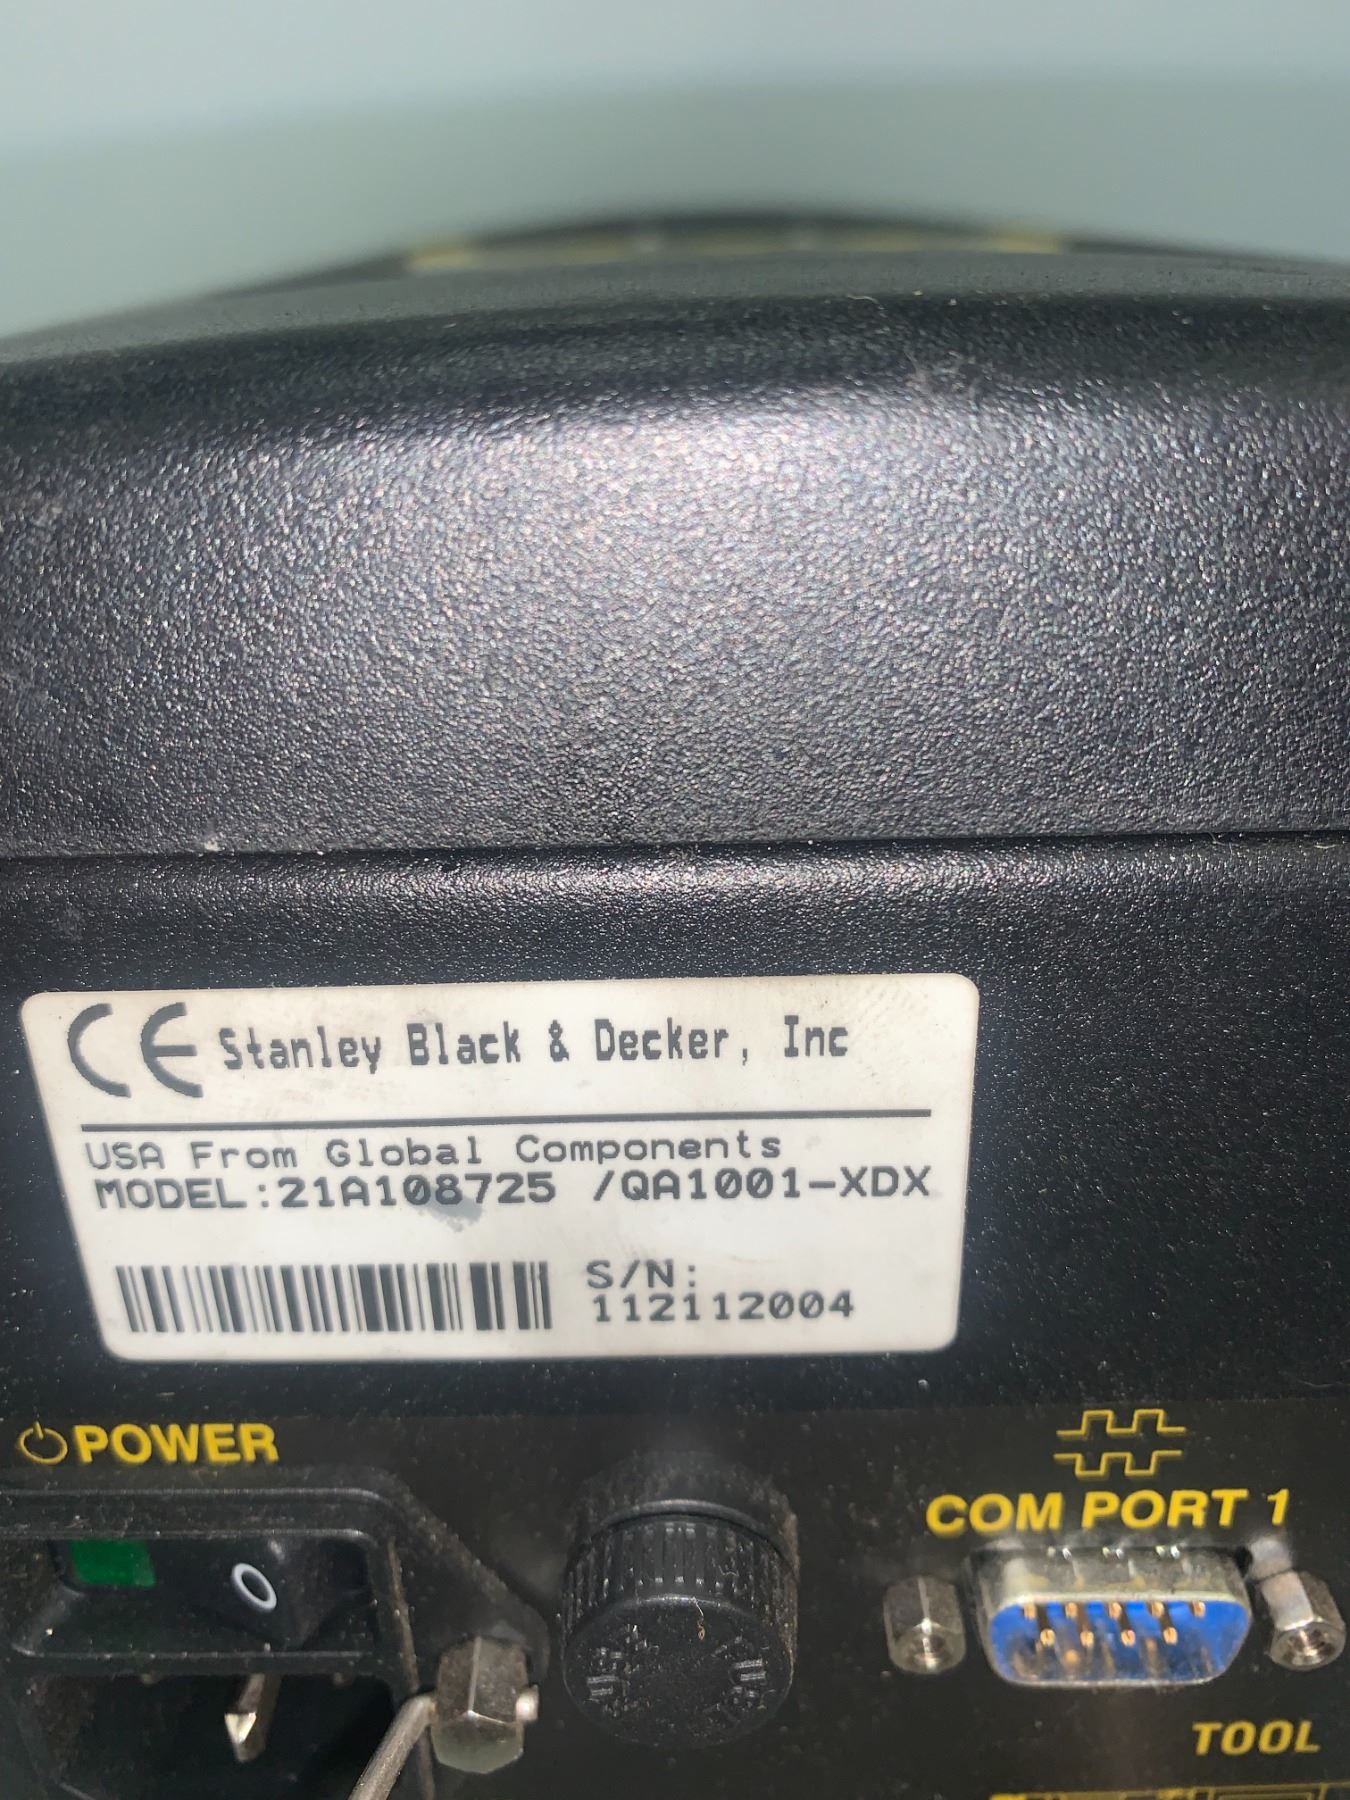 CE Stanley Black & Decker, Inc
USA From Global Components
MODEL:21A108725 /QA1001-XDX
S/N:
112112004
POWER
COM PORT 1
O
TOOL